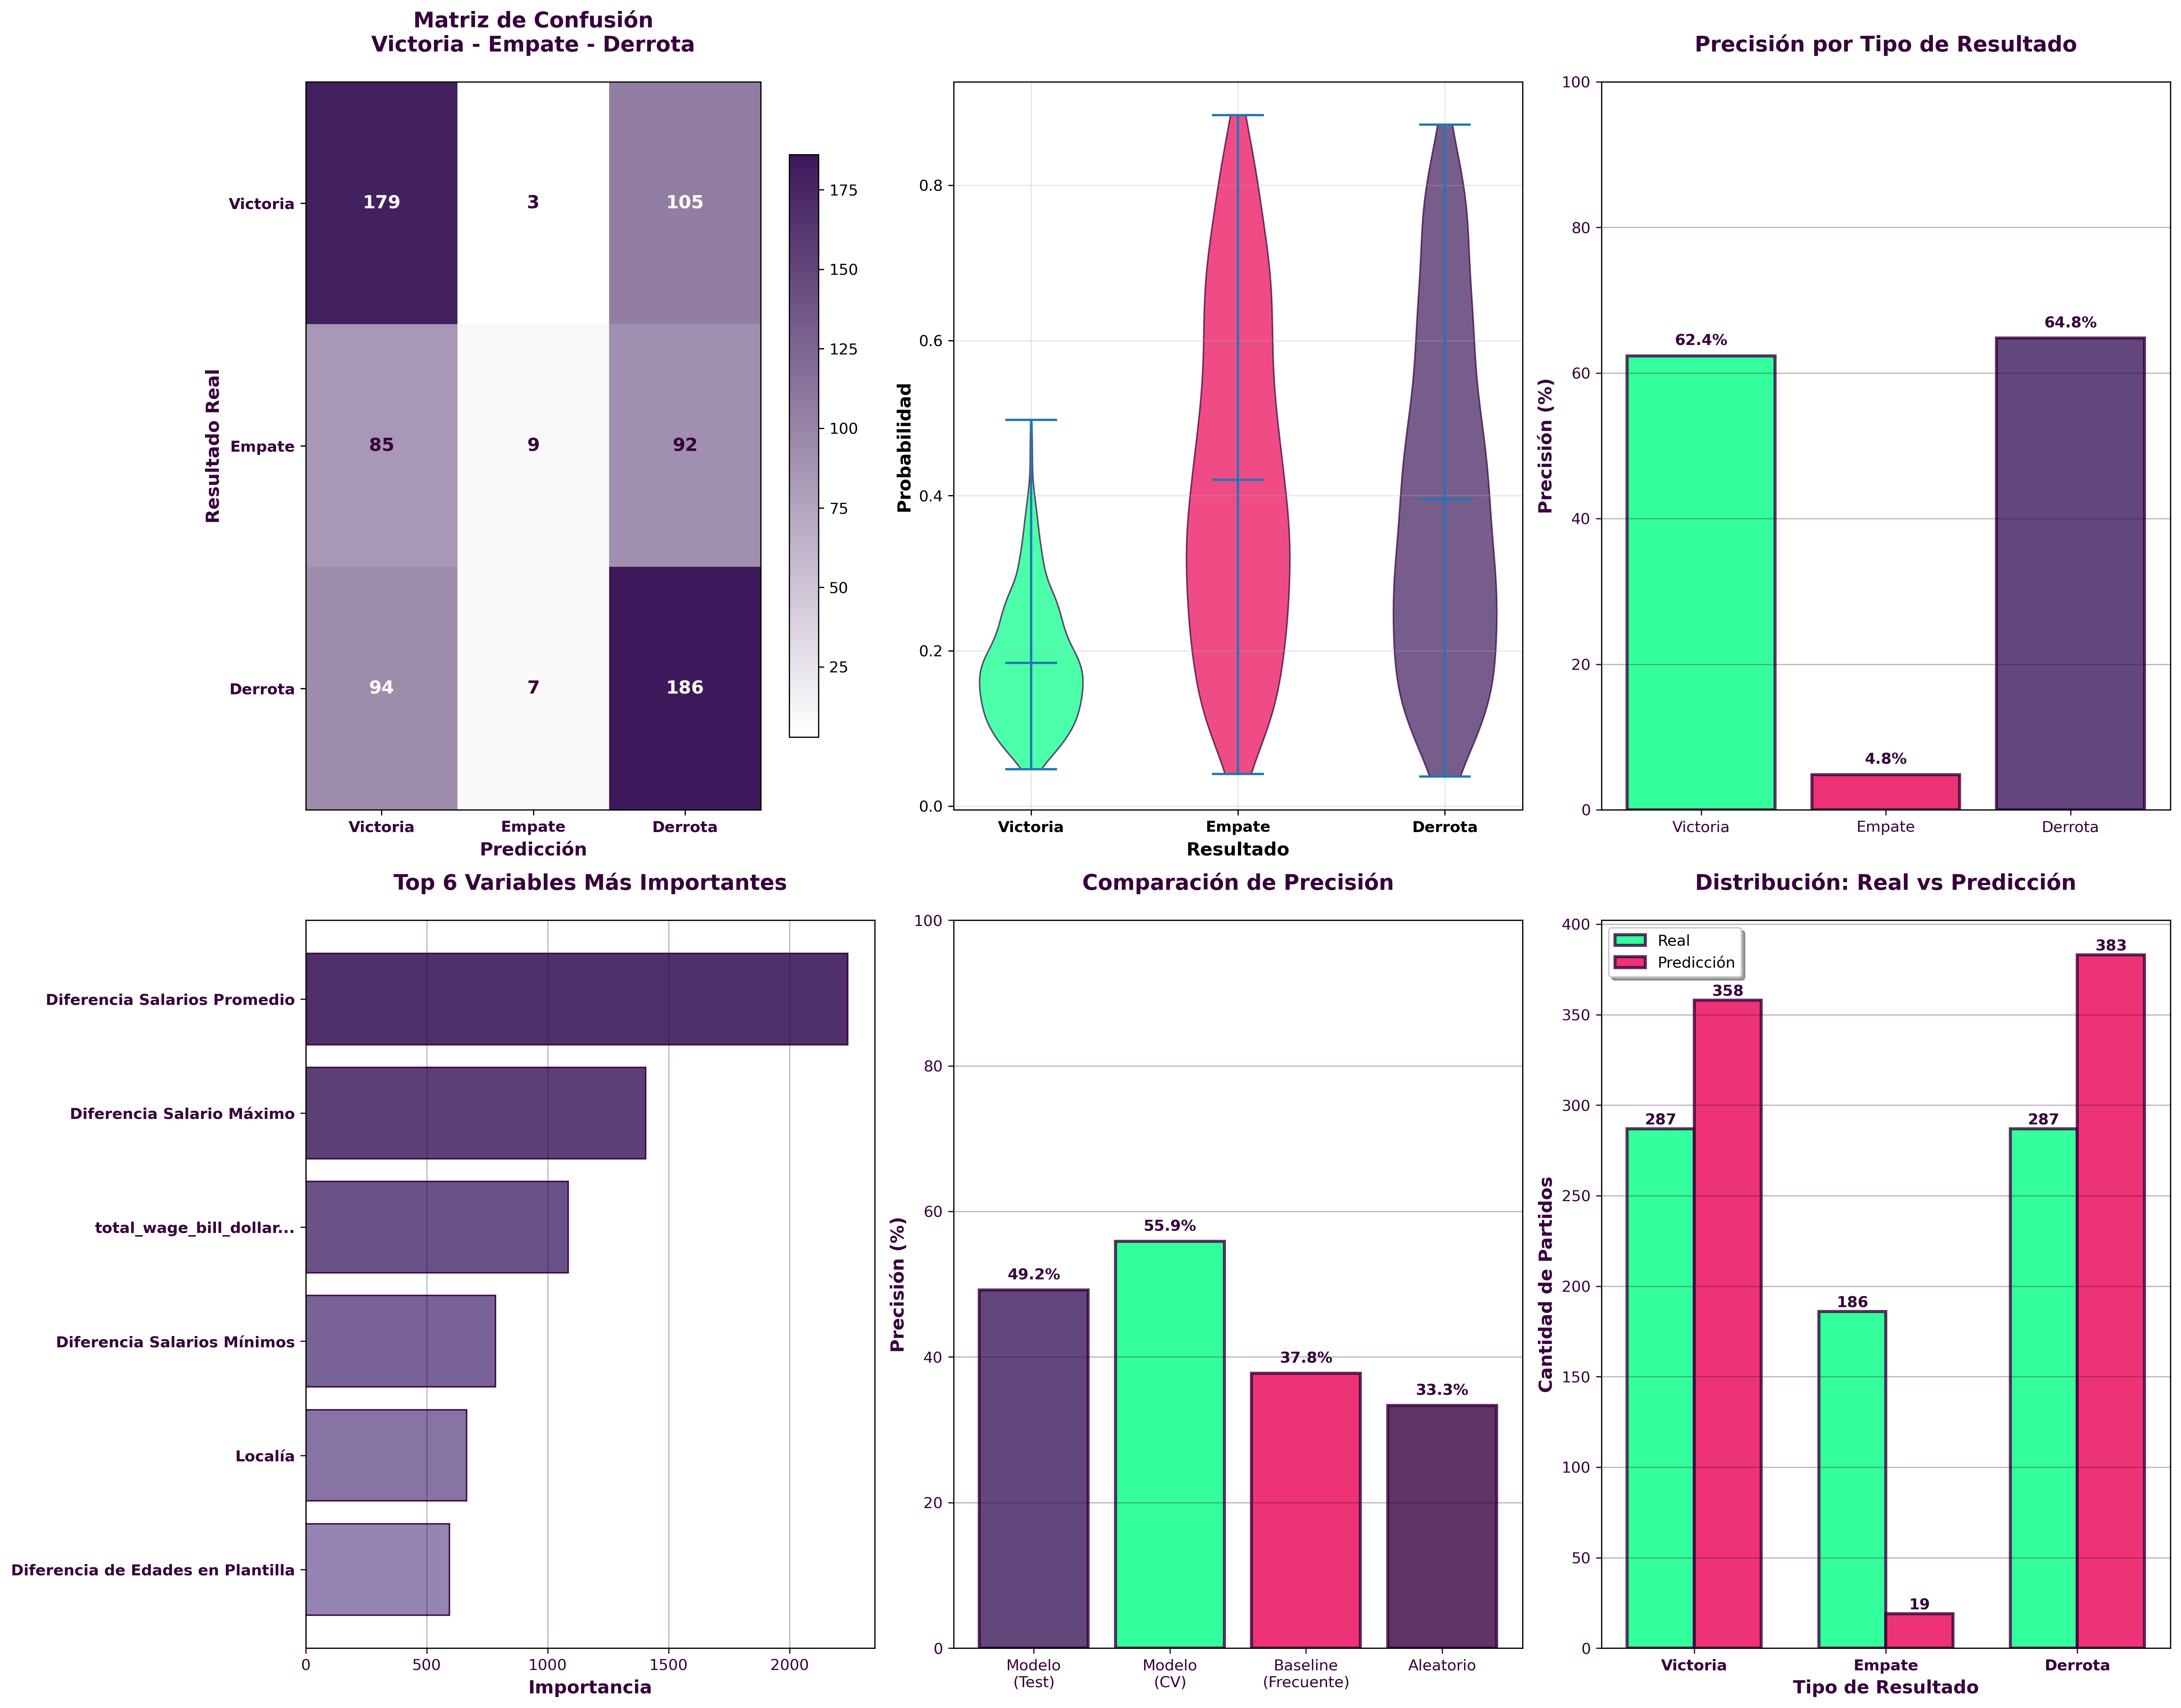 Matriz de Confusión
Victoria - Empate - Derrota
Resultado Real
Victoria
179
3
105
Empate
85
9
92
Derrota
94
7
186
Victoria
Empate
Derrota
Predicción
175
150
125
100
75
50
25
Probabilidad
0.8
0.6
0.4
0.2
0.0
Victoria
Empate
Derrota
Resultado
Precisión por Tipo de Resultado
Precisión (%)
100
80
60
40
20
0
62.4%
4.8%
64.8%
Victoria
Empate
Derrota
Top 6 Variables Más Importantes
Diferencia Salarios Promedio
Diferencia Salario Máximo
total_wage_bill_dollar...
Diferencia Salarios Mínimos
Localía
Diferencia de Edades en Plantilla
0
500
1000
1500
2000
Importancia
Comparación de Precisión
Precisión (%)
100
80
60
40
20
0
49.2%
55.9%
37.8%
33.3%
Modelo
(Test)
Modelo
(CV)
Baseline
(Frecuente)
Aleatorio
Distribución: Real vs Predicción
Cantidad de Partidos
400
350
300
250
200
150
100
50
0
Real
Predicción
287
358
186
19
287
383
Victoria
Empate
Derrota
Tipo de Resultado